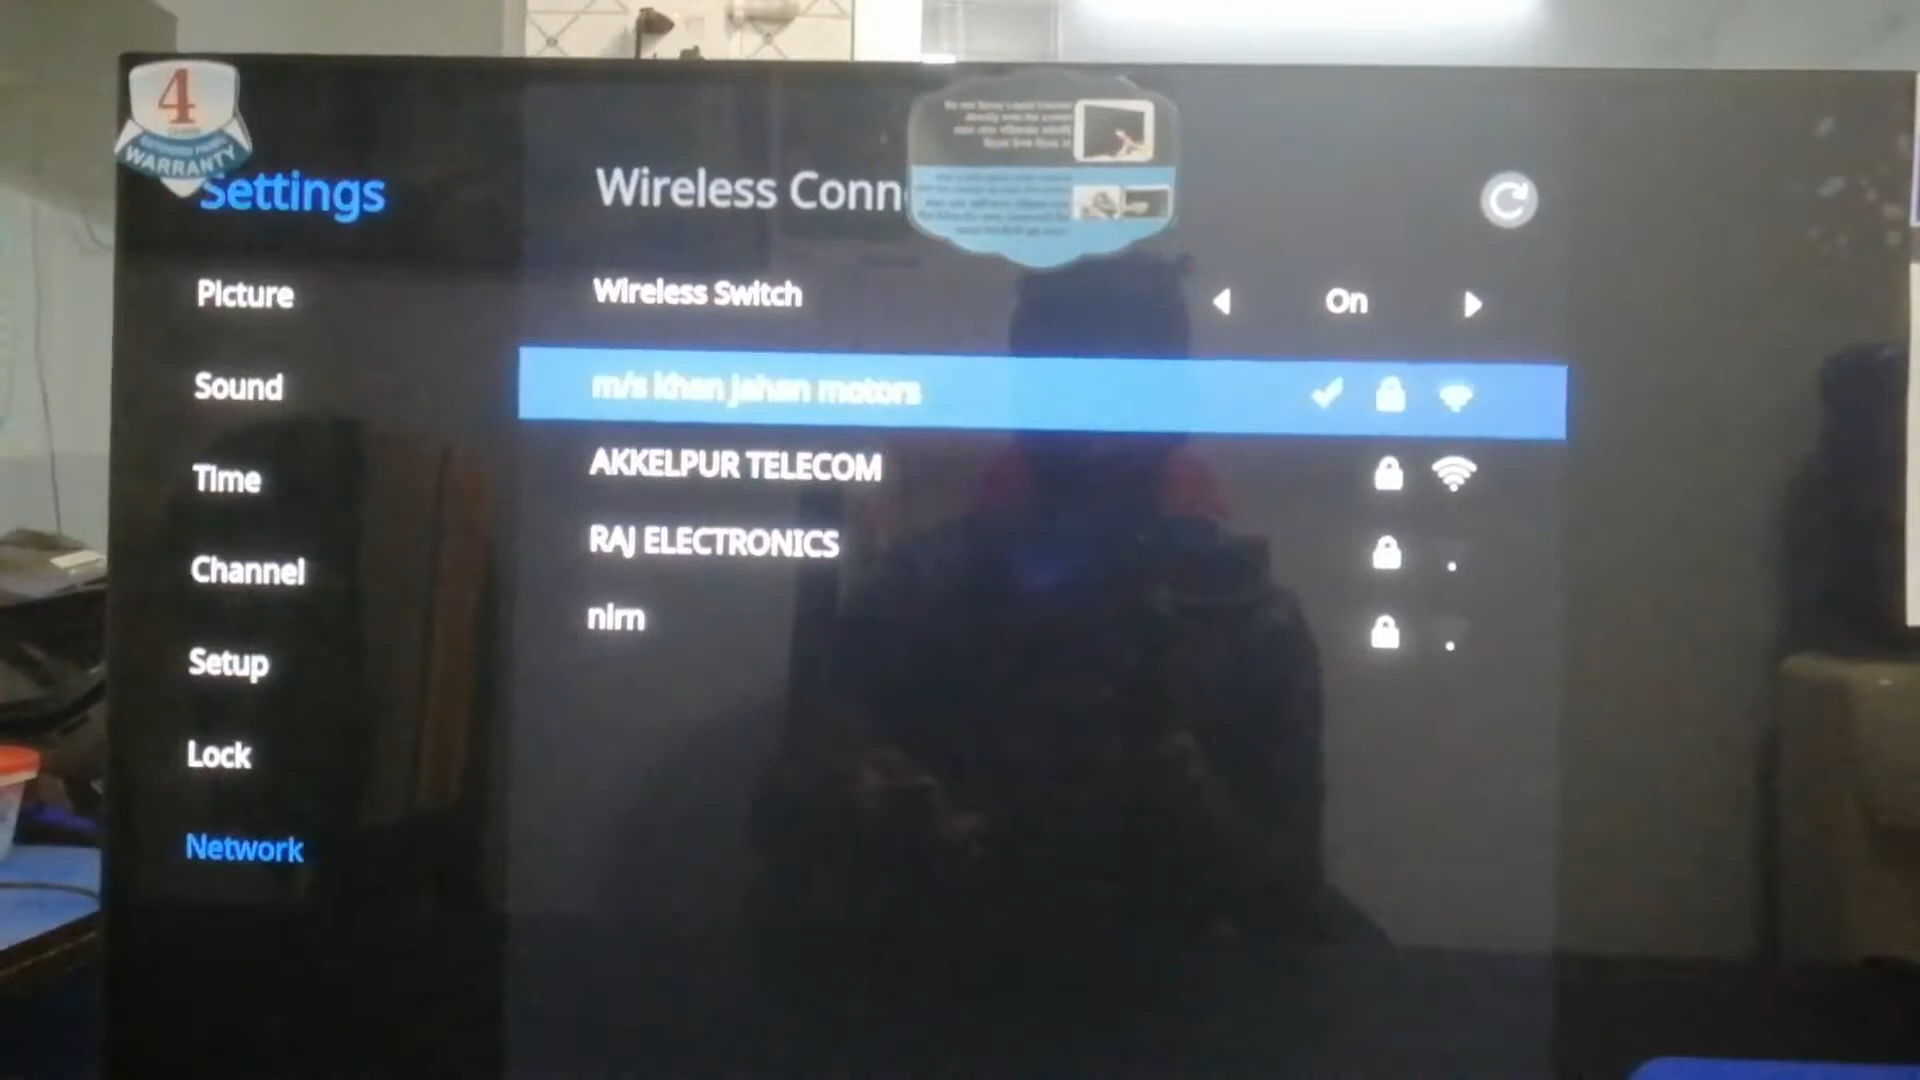 4
WARRANTY
Settings
Picture
Sound
Time
Channel
Setup
Lock
Network
Wireless Conn
Wireless Switch
On
m/s khan jahan motors
AKKELPUR TELECOM
RAJ ELECTRONICS
nirn